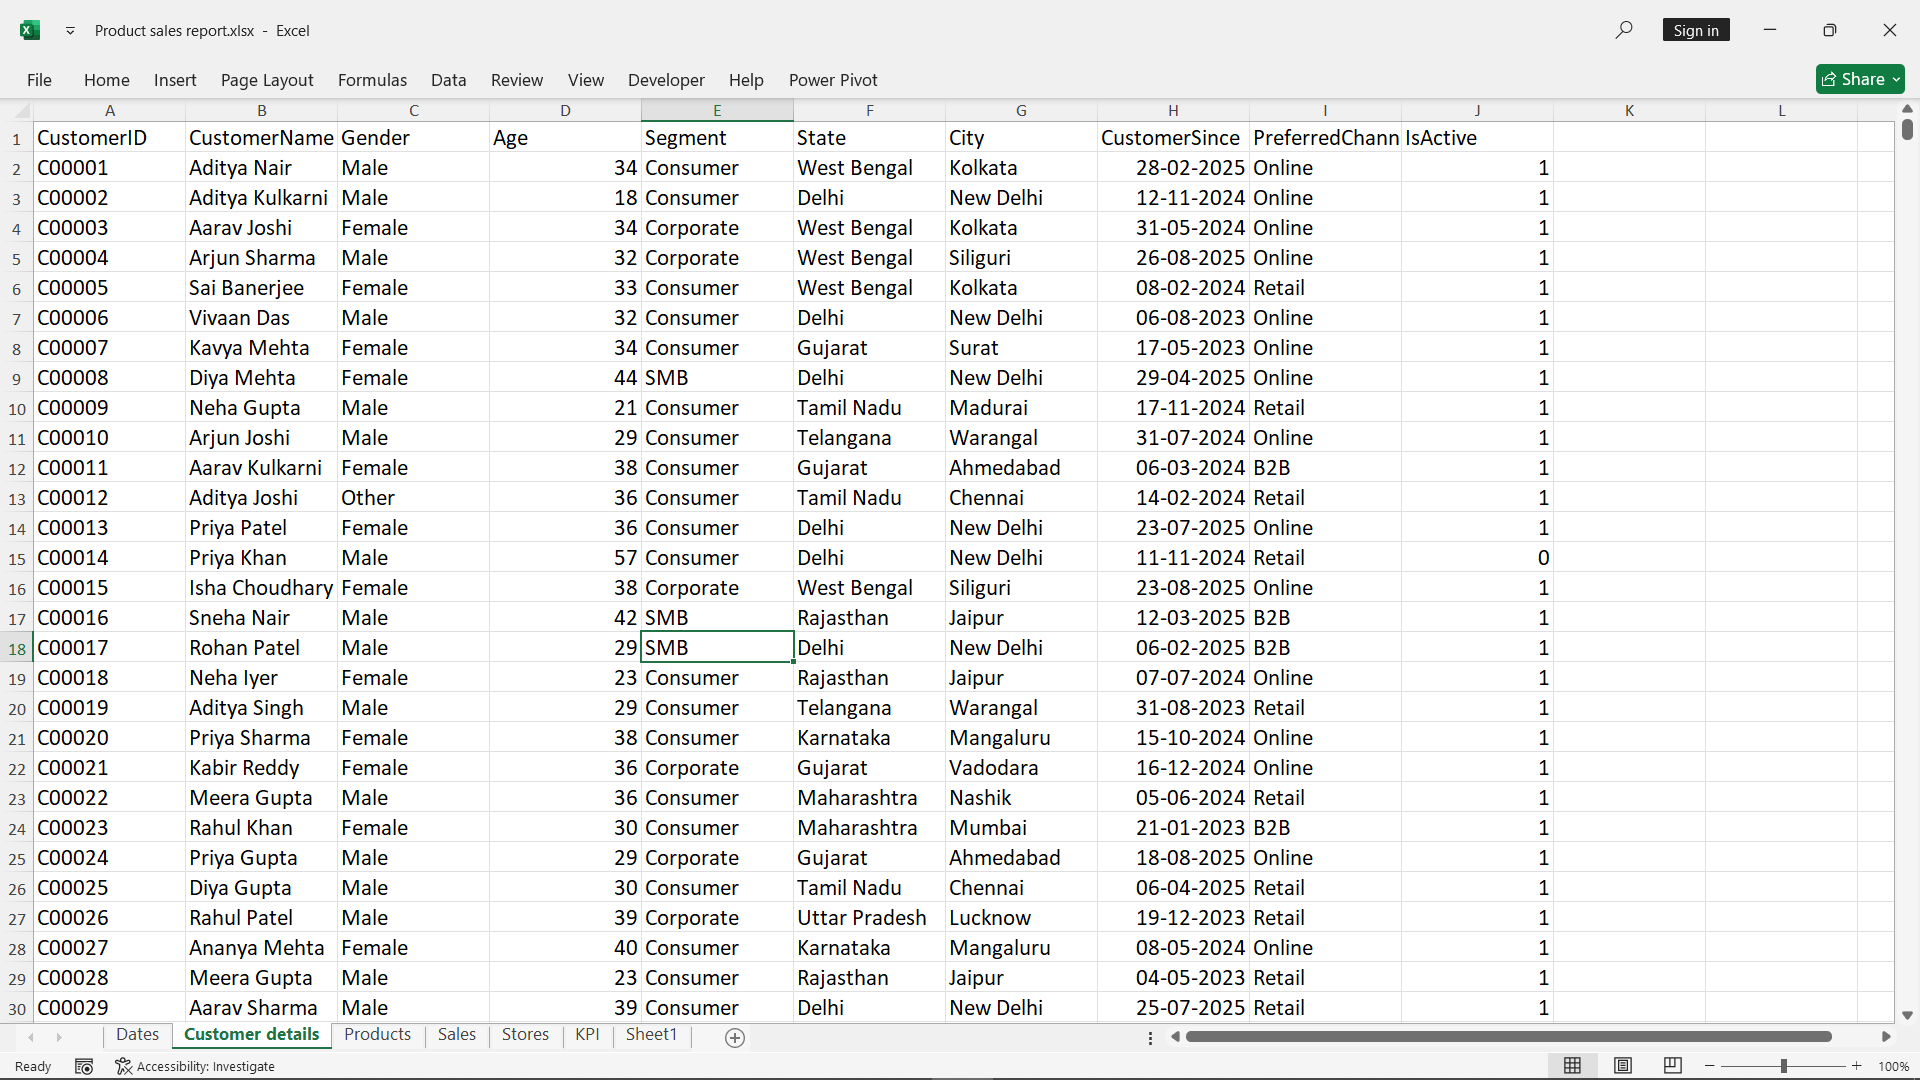 Product sales report.xlsx - Excel
Sign in
File Home Insert Page Layout Formulas Data Review View Developer Help Power Pivot
Share
A B C D E F G H I J K L
1 CustomerID CustomerName Gender Age Segment State City CustomerSince PreferredChann IsActive
2 C00001 Aditya Nair Male 34 Consumer West Bengal Kolkata 28-02-2025 Online 1
3 C00002 Aditya Kulkarni Male 18 Consumer Delhi New Delhi 12-11-2024 Online 1
4 C00003 Aarav Joshi Female 34 Corporate West Bengal Kolkata 31-05-2024 Online 1
5 C00004 Arjun Sharma Male 32 Corporate West Bengal Siliguri 26-08-2025 Online 1
6 C00005 Sai Banerjee Female 33 Consumer West Bengal Kolkata 08-02-2024 Retail 1
7 C00006 Vivaan Das Male 32 Consumer Delhi New Delhi 06-08-2023 Online 1
8 C00007 Kavya Mehta Female 34 Consumer Gujarat Surat 17-05-2023 Online 1
9 C00008 Diya Mehta Female 44 SMB Delhi New Delhi 29-04-2025 Online 1
10 C00009 Neha Gupta Male 21 Consumer Tamil Nadu Madurai 17-11-2024 Retail 1
11 C00010 Arjun Joshi Male 29 Consumer Telangana Warangal 31-07-2024 Online 1
12 C00011 Aarav Kulkarni Female 38 Consumer Gujarat Ahmedabad 06-03-2024 B2B 1
13 C00012 Aditya Joshi Other 36 Consumer Tamil Nadu Chennai 14-02-2024 Retail 1
14 C00013 Priya Patel Female 36 Consumer Delhi New Delhi 23-07-2025 Online 1
15 C00014 Priya Khan Male 57 Consumer Delhi New Delhi 11-11-2024 Retail 0
16 C00015 Isha Choudhary Female 38 Corporate West Bengal Siliguri 23-08-2025 Online 1
17 C00016 Sneha Nair Male 42 SMB Rajasthan Jaipur 12-03-2025 B2B 1
18 C00017 Rohan Patel Male 29 SMB Delhi New Delhi 06-02-2025 B2B 1
19 C00018 Neha Iyer Female 23 Consumer Rajasthan Jaipur 07-07-2024 Online 1
20 C00019 Aditya Singh Male 29 Consumer Telangana Warangal 31-08-2023 Retail 1
21 C00020 Priya Sharma Female 38 Consumer Karnataka Mangaluru 15-10-2024 Online 1
22 C00021 Kabir Reddy Female 36 Corporate Gujarat Vadodara 16-12-2024 Online 1
23 C00022 Meera Gupta Male 36 Consumer Maharashtra Nashik 05-06-2024 Retail 1
24 C00023 Rahul Khan Female 30 Consumer Maharashtra Mumbai 21-01-2023 B2B 1
25 C00024 Priya Gupta Male 29 Corporate Gujarat Ahmedabad 18-08-2025 Online 1
26 C00025 Diya Gupta Male 30 Consumer Tamil Nadu Chennai 06-04-2025 Retail 1
27 C00026 Rahul Patel Male 39 Corporate Uttar Pradesh Lucknow 19-12-2023 Retail 1
28 C00027 Ananya Mehta Female 40 Consumer Karnataka Mangaluru 08-05-2024 Online 1
29 C00028 Meera Gupta Male 23 Consumer Rajasthan Jaipur 04-05-2023 Retail 1
30 C00029 Aarav Sharma Male 39 Consumer Delhi New Delhi 25-07-2025 Retail 1
Dates Customer details Products Sales Stores KPI Sheet1
Ready Accessibility: Investigate 100%